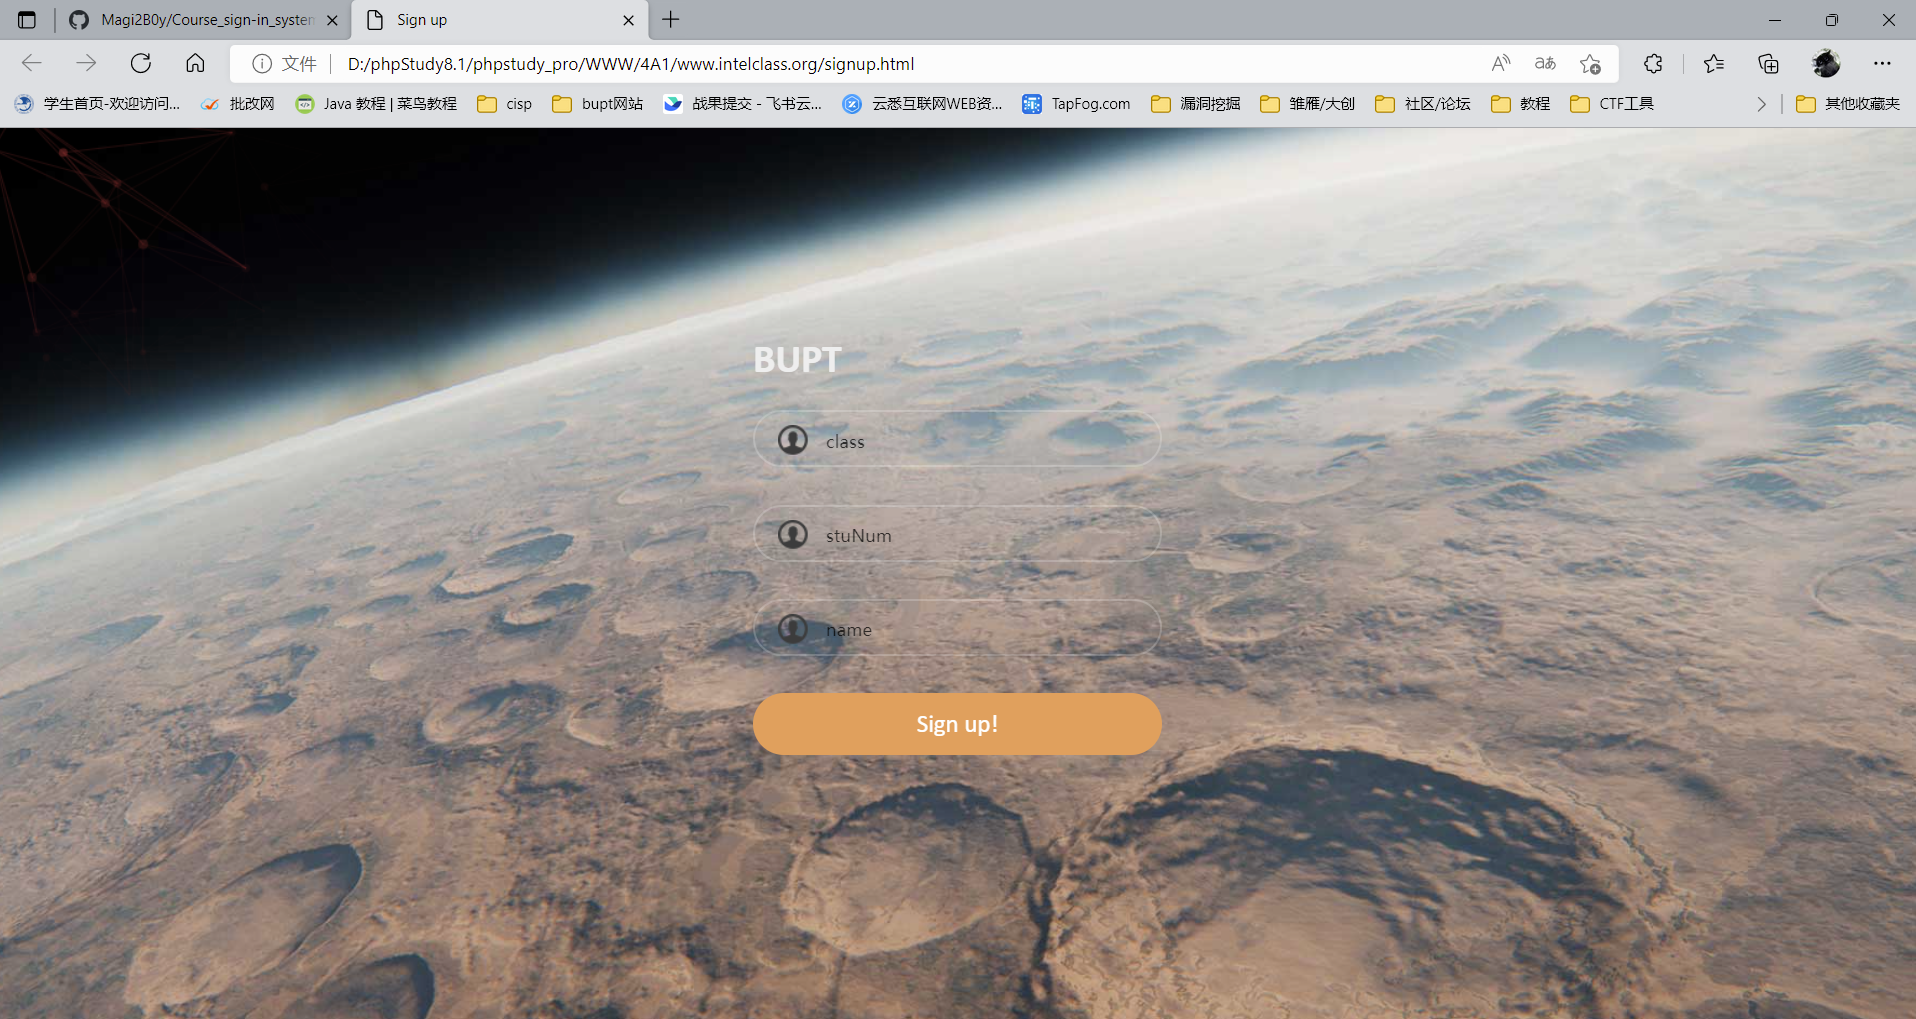 Magi2B0y/Course_sign-in_system
Sign up
文件 D:/phpStudy8.1/phpstudy_pro/WWW/4A1/www.intelclass.org/signup.html
学生首页-欢迎访问... 批改网 Java 教程 | 菜鸟教程 cisp bupt网站 战果提交 - 飞书云... 云悉互联网WEB资... TapFog.com 漏洞挖掘 雏雁/大创 社区/论坛 教程 CTF工具 其他收藏夹
BUPT
class
stuNum
name
Sign up!